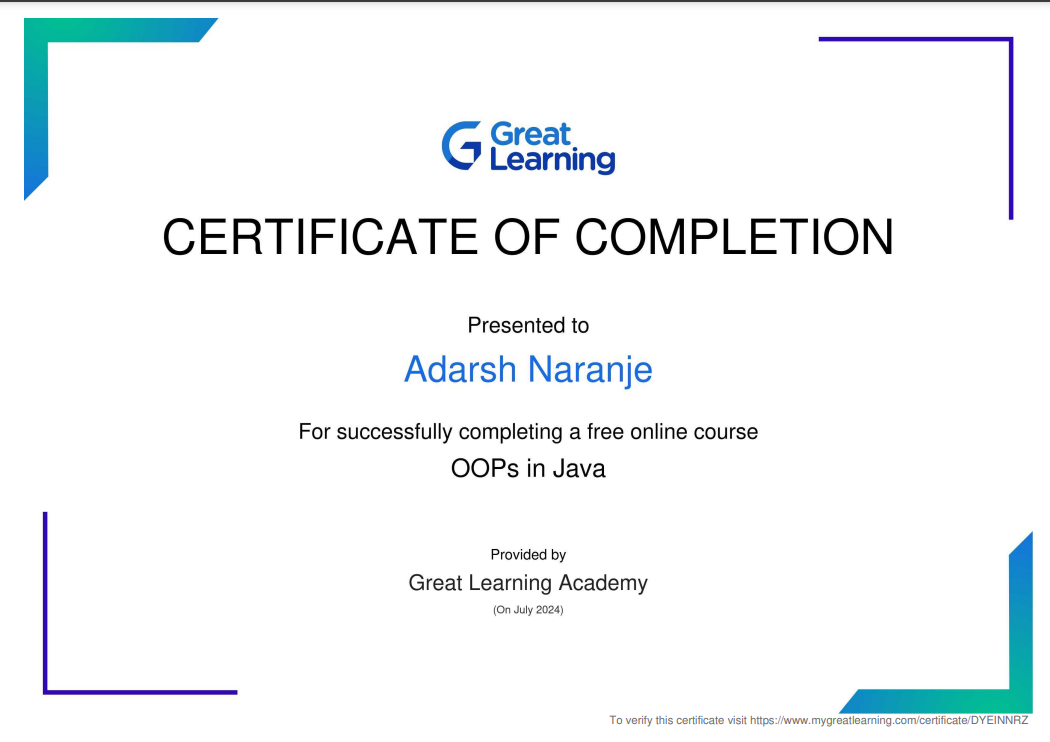 Great
Learning
CERTIFICATE OF COMPLETION
Presented to
Adarsh Naranje
For successfully completing a free online course
OOPs in Java
Provided by
Great Learning Academy
(On July 2024)
To verify this certificate visit https://www.mygreatlearning.com/certificate/DYEINNRZ